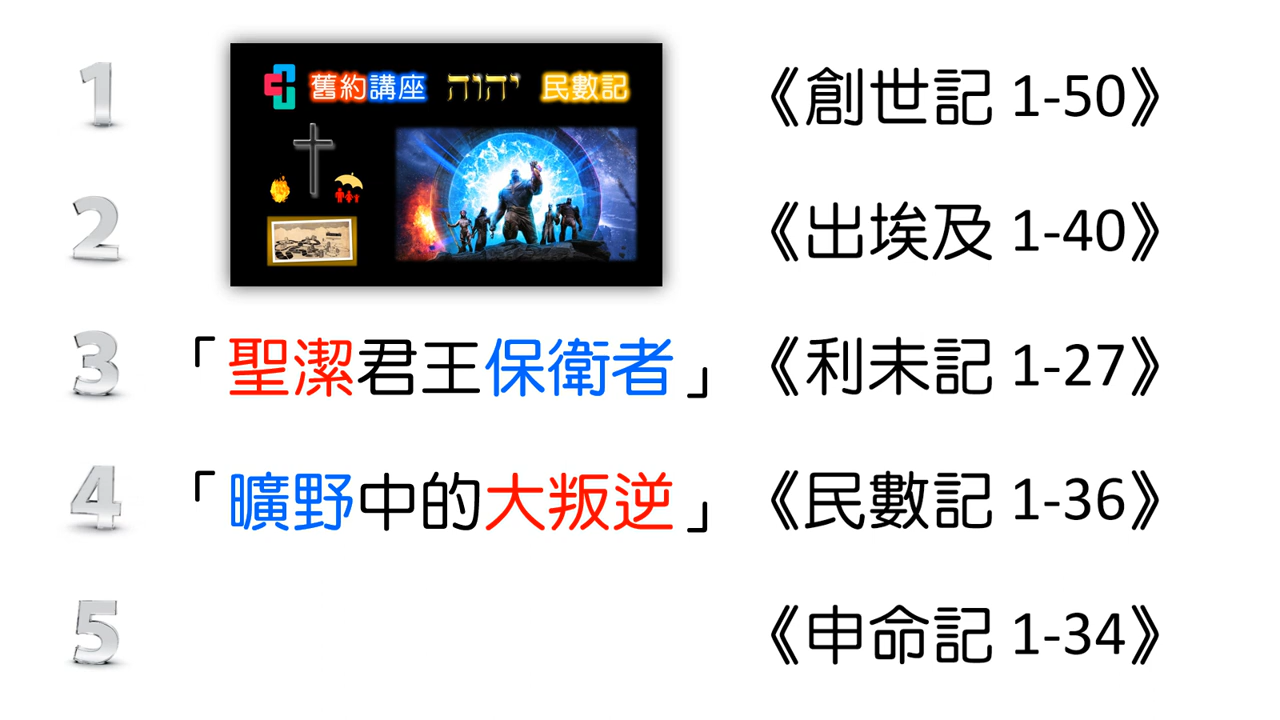 1
舊約講座 יהוה 民數記
《創世記 1-50》
2
《出埃及 1-40》
3 「聖潔君王保衛者」《利未記 1-27》
4 「曠野中的大叛逆」《民數記 1-36》
5 《申命記 1-34》